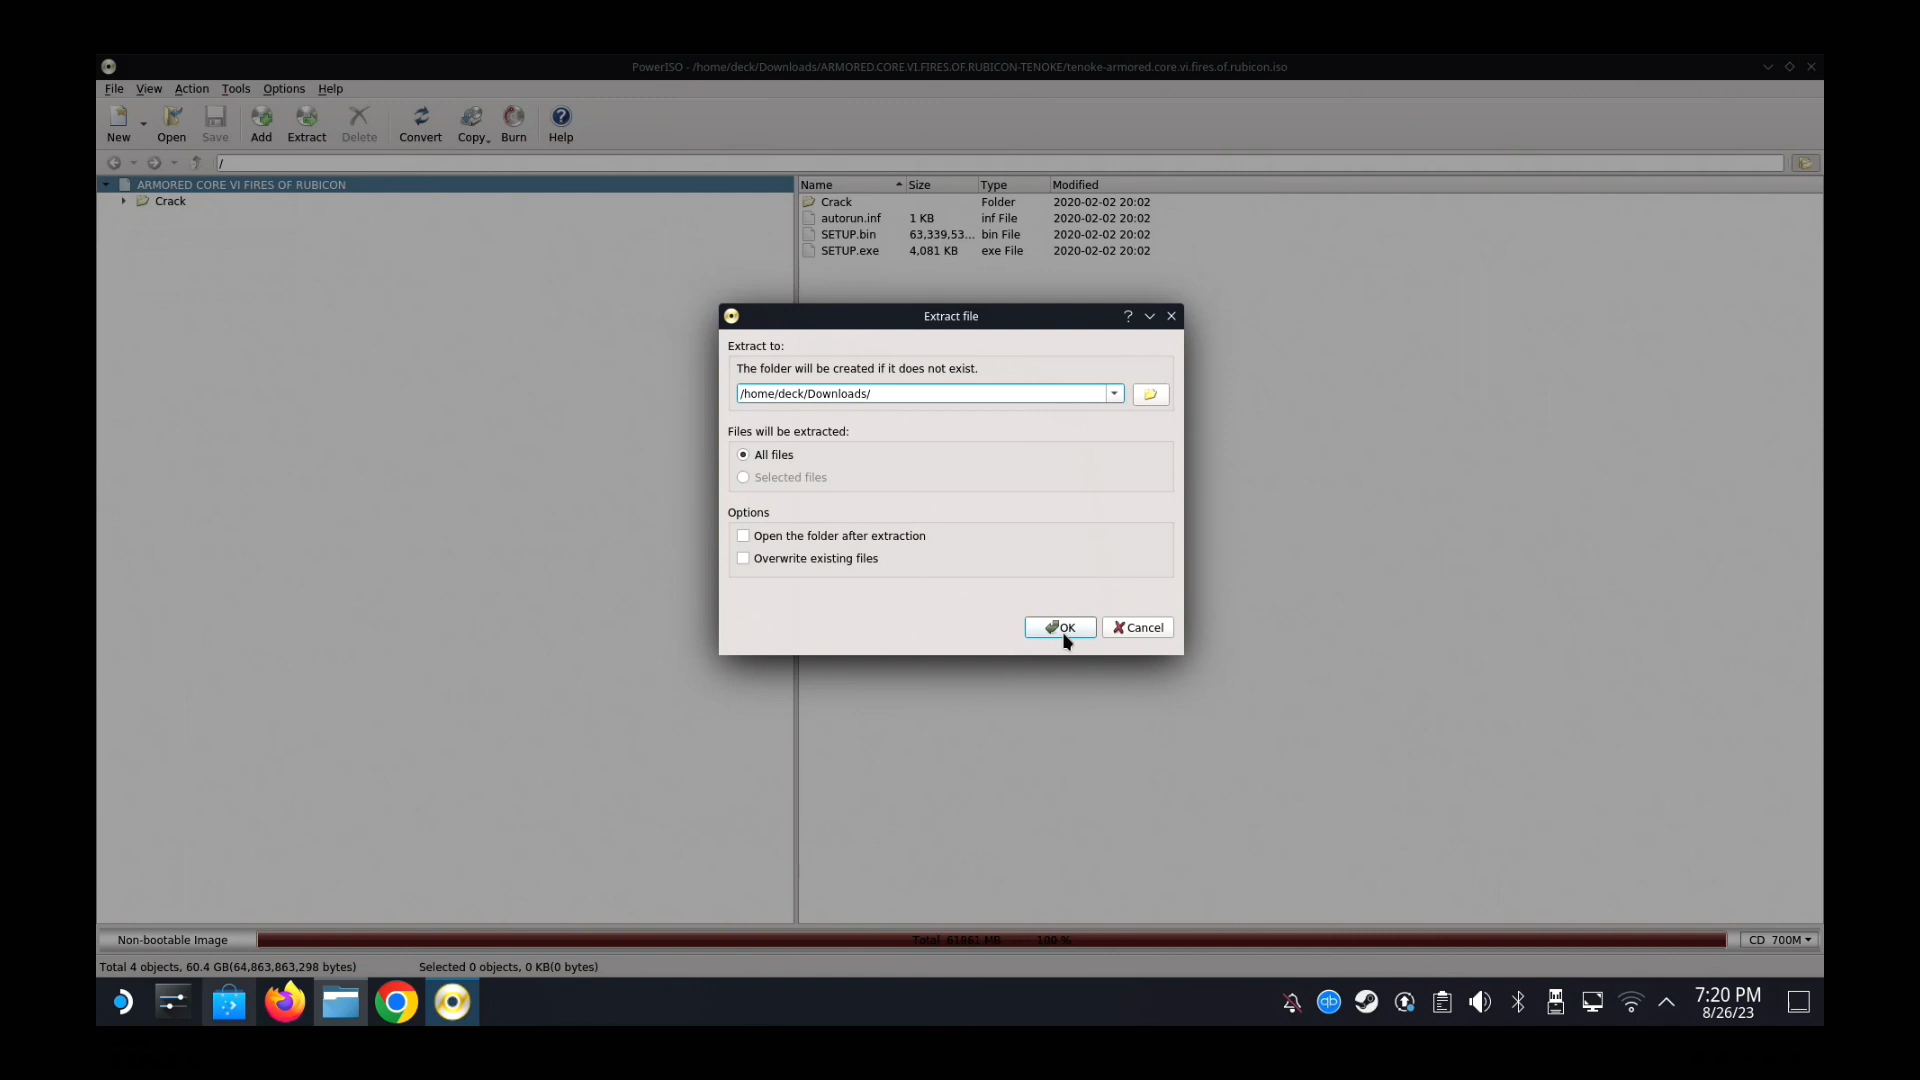 PowerISO - /home/deck/Downloads/ARMORED.CORE.VI.FIRES.OF.RUBICON-TENOKE/tenoke-armored.core.vi.fires.of.rubicon.iso
File View Action Tools Options Help
New Open Save Add Extract Delete Convert Copy Burn Help
/
ARMORED CORE VI FIRES OF RUBICON
Crack
Name Size Type Modified
Crack Folder 2020-02-02 20:02
autorun.inf 1 KB inf File 2020-02-02 20:02
SETUP.bin 63,339,53... bin File 2020-02-02 20:02
SETUP.exe 4,081 KB exe File 2020-02-02 20:02
Extract file
Extract to:
The folder will be created if it does not exist.
/home/deck/Downloads/
Files will be extracted:
All files
Selected files
Options
Open the folder after extraction
Overwrite existing files
OK Cancel
Non-bootable Image Total 61861 MB --- 100 % CD 700M
Total 4 objects, 60.4 GB(64,863,863,298 bytes) Selected 0 objects, 0 KB(0 bytes)
qb
7:20 PM
8/26/23